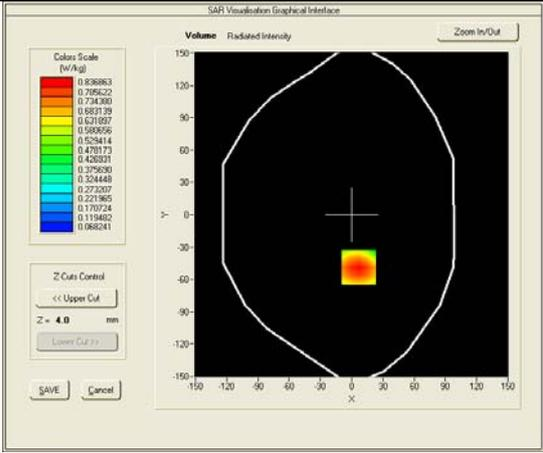 SAR Visualisation Graphical Interface
Volume Radiated Intensity
Zoom In/Out
Colors Scale
(W/kg)
0.836863
0.785622
0.734380
0.683139
0.631897
0.580656
0.529414
0.478173
0.426931
0.375690
0.324448
0.273207
0.221965
0.170724
0.119482
0.068241
Z Cuts Control
<< Upper Cut
Z = 4.0 mm
Lower Cut >>
SAVE Cancel
150
120
90
60
30
0
-30
-60
-90
-120
-150
Y
-150 -120 -90 -60 -30 0 30 60 90 120 150
X